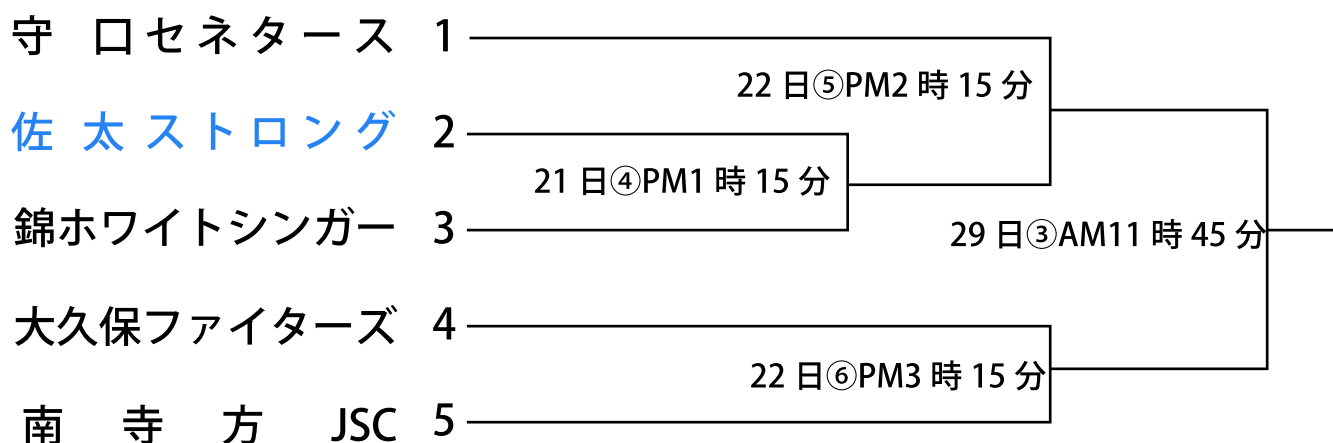 守口セネタース 1
22日⑤PM2時15分
佐太ストロング 2
21日④PM1時15分
錦ホワイトシンガー 3
29日③AM11時45分
大久保ファイターズ 4
22日⑥PM3時15分
南寺方JSC 5